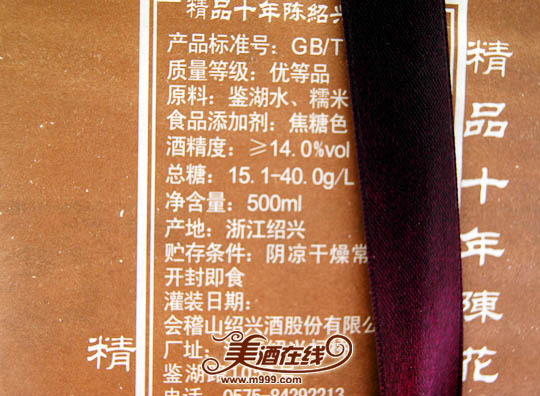 精品十年陈绍兴
产品标准号：GB/T
质量等级：优等品
原料：鉴湖水、糯米
食品添加剂：焦糖色
酒精度：≥14.0%vol
总糖：15.1-40.0g/L
净含量：500ml
产地：浙江绍兴
贮存条件：阴凉干燥常
开封即食
灌装日期：
会稽山绍兴酒股份有限公
厂址：
鉴湖
电话 0575-84292213
精品十年陳花
精
美酒在线
www.m999.com